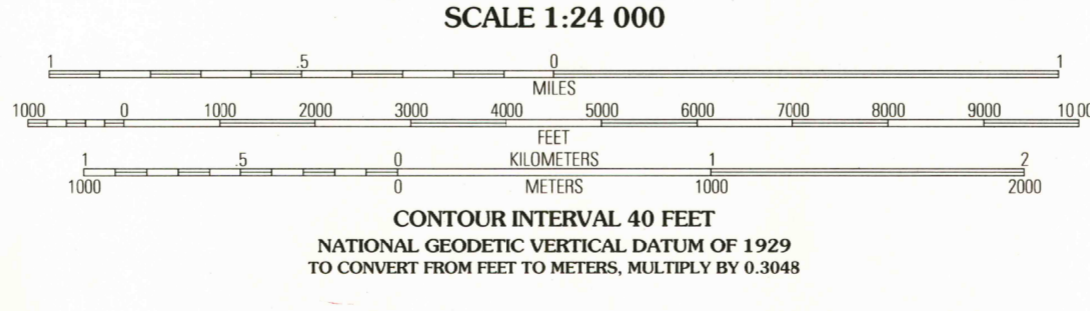 SCALE 1:24 000
1 .5 0 1
MILES
1000 0 1000 2000 3000 4000 5000 6000 7000 8000 9000 10 00
FEET
1 .5 0 KILOMETERS 1 2
1000 0 METERS 1000 2000
CONTOUR INTERVAL 40 FEET
NATIONAL GEODETIC VERTICAL DATUM OF 1929
TO CONVERT FROM FEET TO METERS, MULTIPLY BY 0.3048